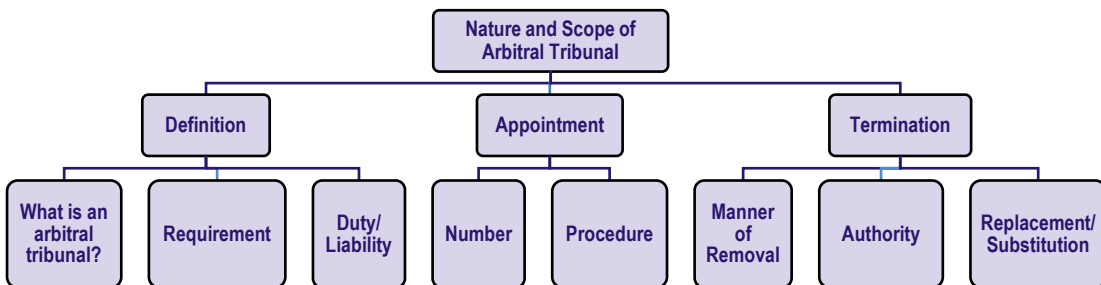 Nature and Scope of
Arbitral Tribunal
Definition
Appointment
Termination
What is an
arbitral
tribunal?
Requirement
Duty/
Liability
Number
Procedure
Manner
of
Removal
Authority
Replacement/
Substitution